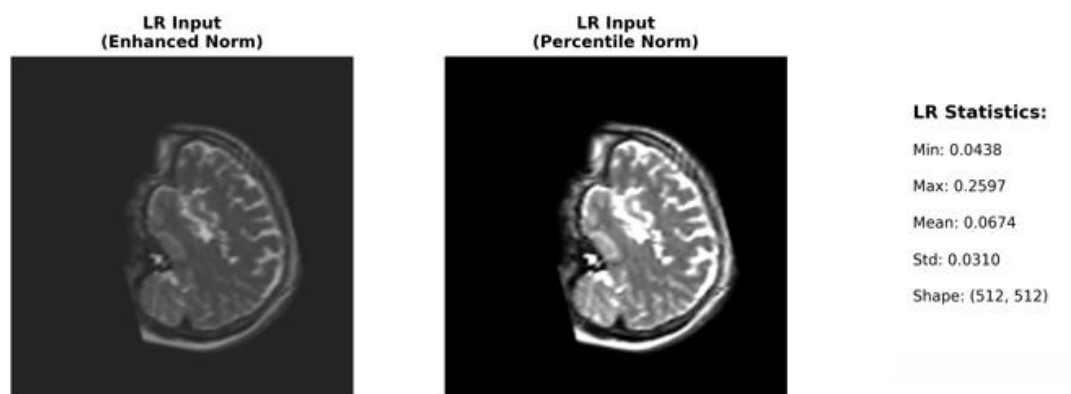 LR Input
(Enhanced Norm)
LR Input
(Percentile Norm)
LR Statistics:
Min: 0.0438
Max: 0.2597
Mean: 0.0674
Std: 0.0310
Shape: (512, 512)